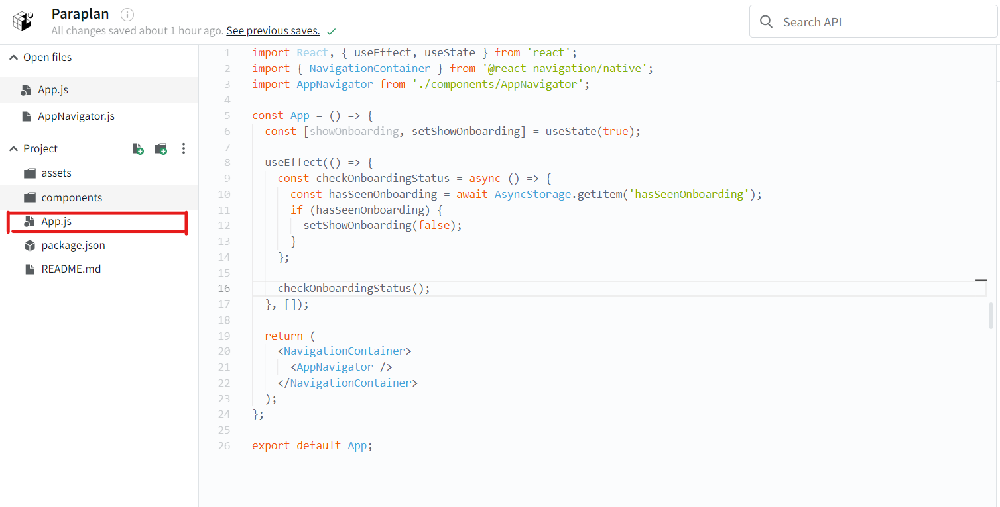 Paraplan
All changes saved about 1 hour ago. See previous saves.
Search API
Open files
App.js
AppNavigator.js
Project
assets
components
App.js
package.json
README.md
1 import React, { useEffect, useState } from 'react';
2 import { NavigationContainer } from '@react-navigation/native';
3 import AppNavigator from './components/AppNavigator';
4
5 const App = () => {
6 const [showOnboarding, setShowOnboarding] = useState(true);
7
8 useEffect(() => {
9 const checkOnboardingStatus = async () => {
10 const hasSeenOnboarding = await AsyncStorage.getItem('hasSeenOnboarding');
11 if (hasSeenOnboarding) {
12 setShowOnboarding(false);
13 }
14 };
15
16 checkOnboardingStatus();
17 }, []);
18
19 return (
20 <NavigationContainer>
21 <AppNavigator />
22 </NavigationContainer>
23 );
24 };
25
26 export default App;